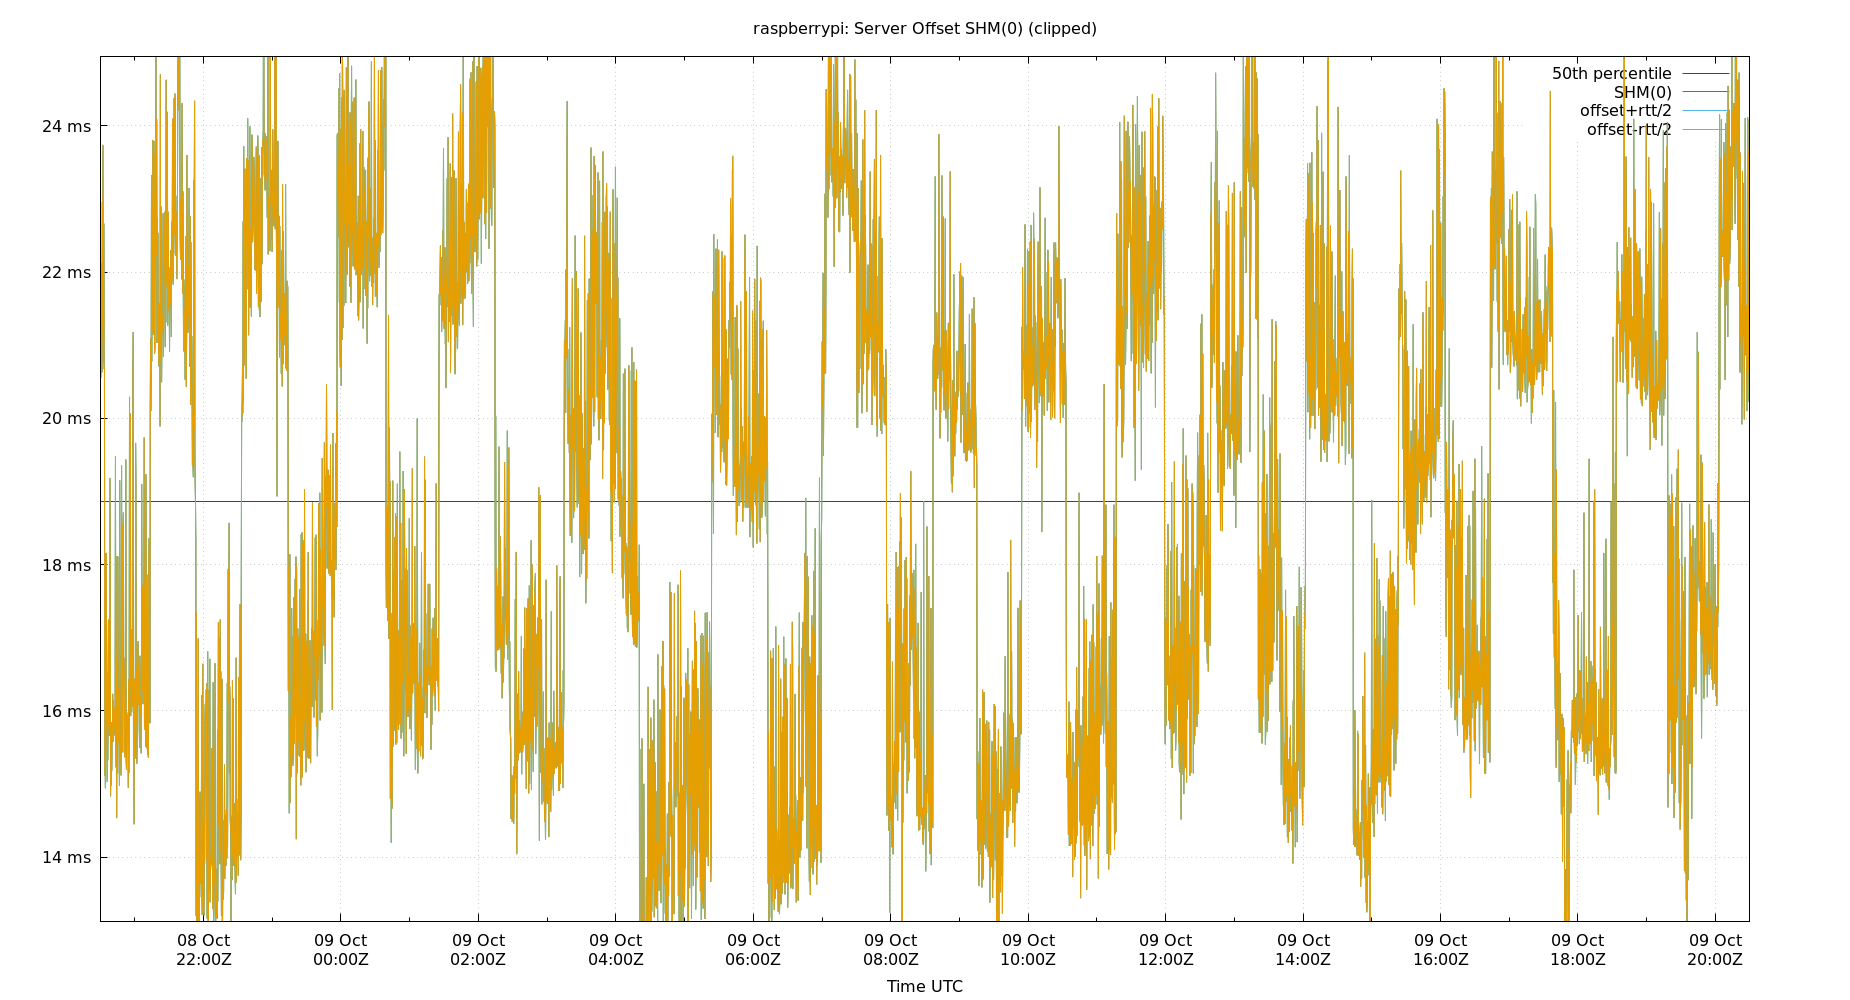 raspberrypi: Server Offset SHM(0) (clipped)
50th percentile
SHM(0)
offset+rtt/2
offset-rtt/2
24 ms
22 ms
20 ms
18 ms
16 ms
14 ms
08 Oct 09 Oct 09 Oct 09 Oct 09 Oct 09 Oct 09 Oct 09 Oct 09 Oct 09 Oct 09 Oct 09 Oct
22:00Z 00:00Z 02:00Z 04:00Z 06:00Z 08:00Z 10:00Z 12:00Z 14:00Z 16:00Z 18:00Z 20:00Z
Time UTC